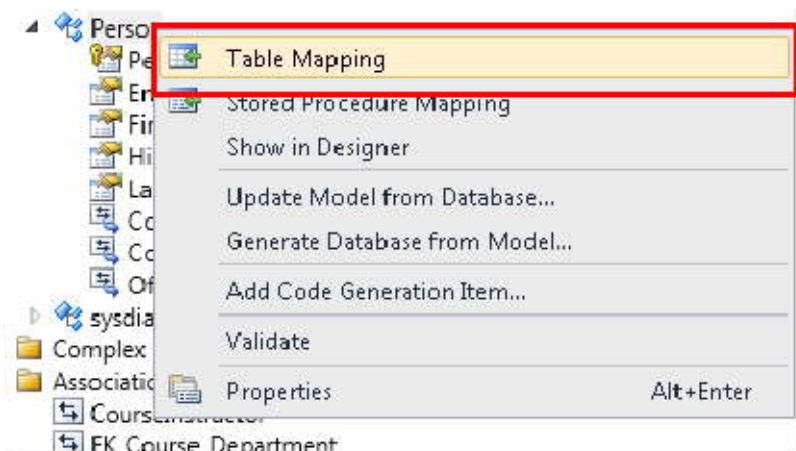 Perso
Pe
Table Mapping
En
Stored Procedure Mapping
Fir
Hi
Show in Designer
La
Update Model from Database...
Co
Generate Database from Model...
Co
Of
Add Code Generation Item...
sysdia
Validate
Complex
Associatio
Properties Alt+Enter
CourseInstructor
FK_Course_Department